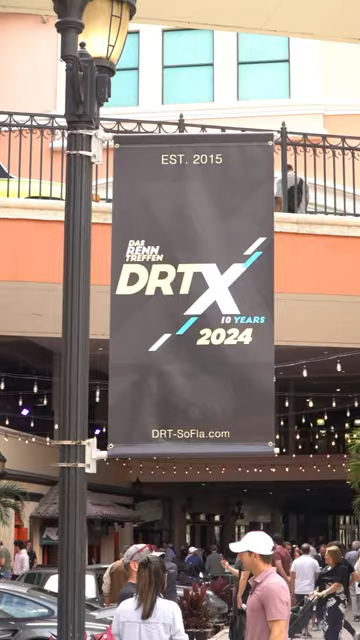 EST. 2015
DAS
RENN
TREFFEN
DRTX
10 YEARS
2024
DRT-SoFla.com